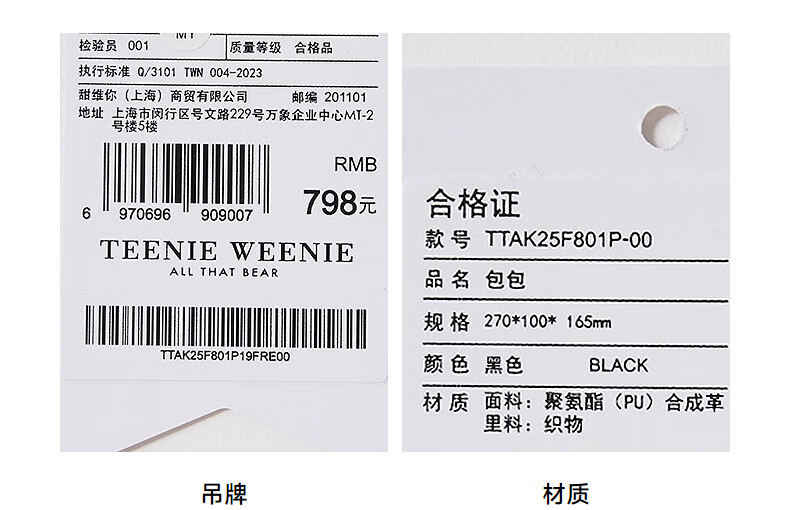 MY
检验员 001 质量等级 合格品
执行标准 Q/3101 TWN 004-2023
甜维你（上海）商贸有限公司 邮编 201101
地址 上海市闵行区号文路229号万象企业中心MT-2
号楼5楼
RMB
798元
6 970696 909007
TEENIE WEENIE
ALL THAT BEAR
TTAK25F801P19FRE00
吊牌
合格证
款号 TTAK25F801P-00
品名 包包
规格 270*100* 165mm
颜色 黑色 BLACK
材质 面料：聚氨酯（PU）合成革
里料：织物
材质